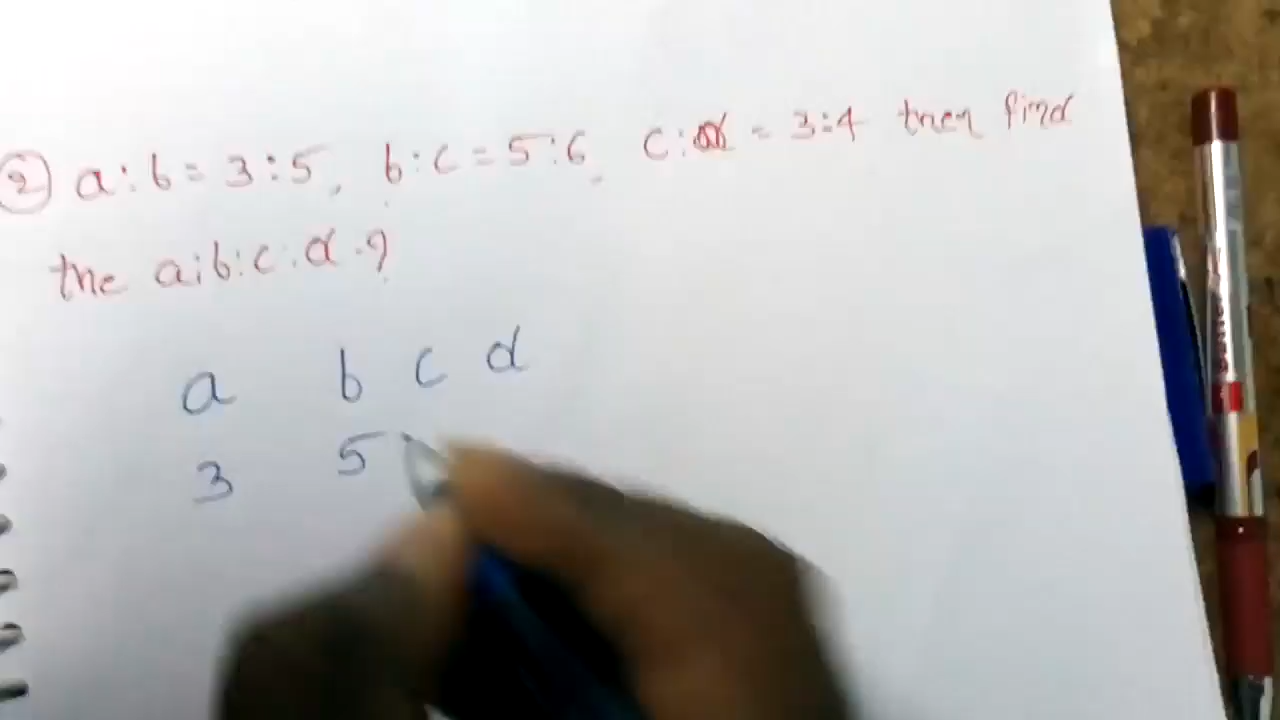 2) a:b = 3:5, b:c = 5:6, c:d = 3:4 then find
the a:b:c:d.?
a b c d
3 5